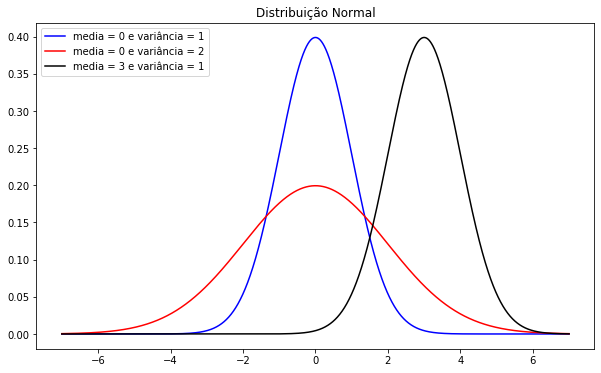 Distribuição Normal
media = 0 e variância = 1
media = 0 e variância = 2
media = 3 e variância = 1
0.40
0.35
0.30
0.25
0.20
0.15
0.10
0.05
0.00
−6 −4 −2 0 2 4 6